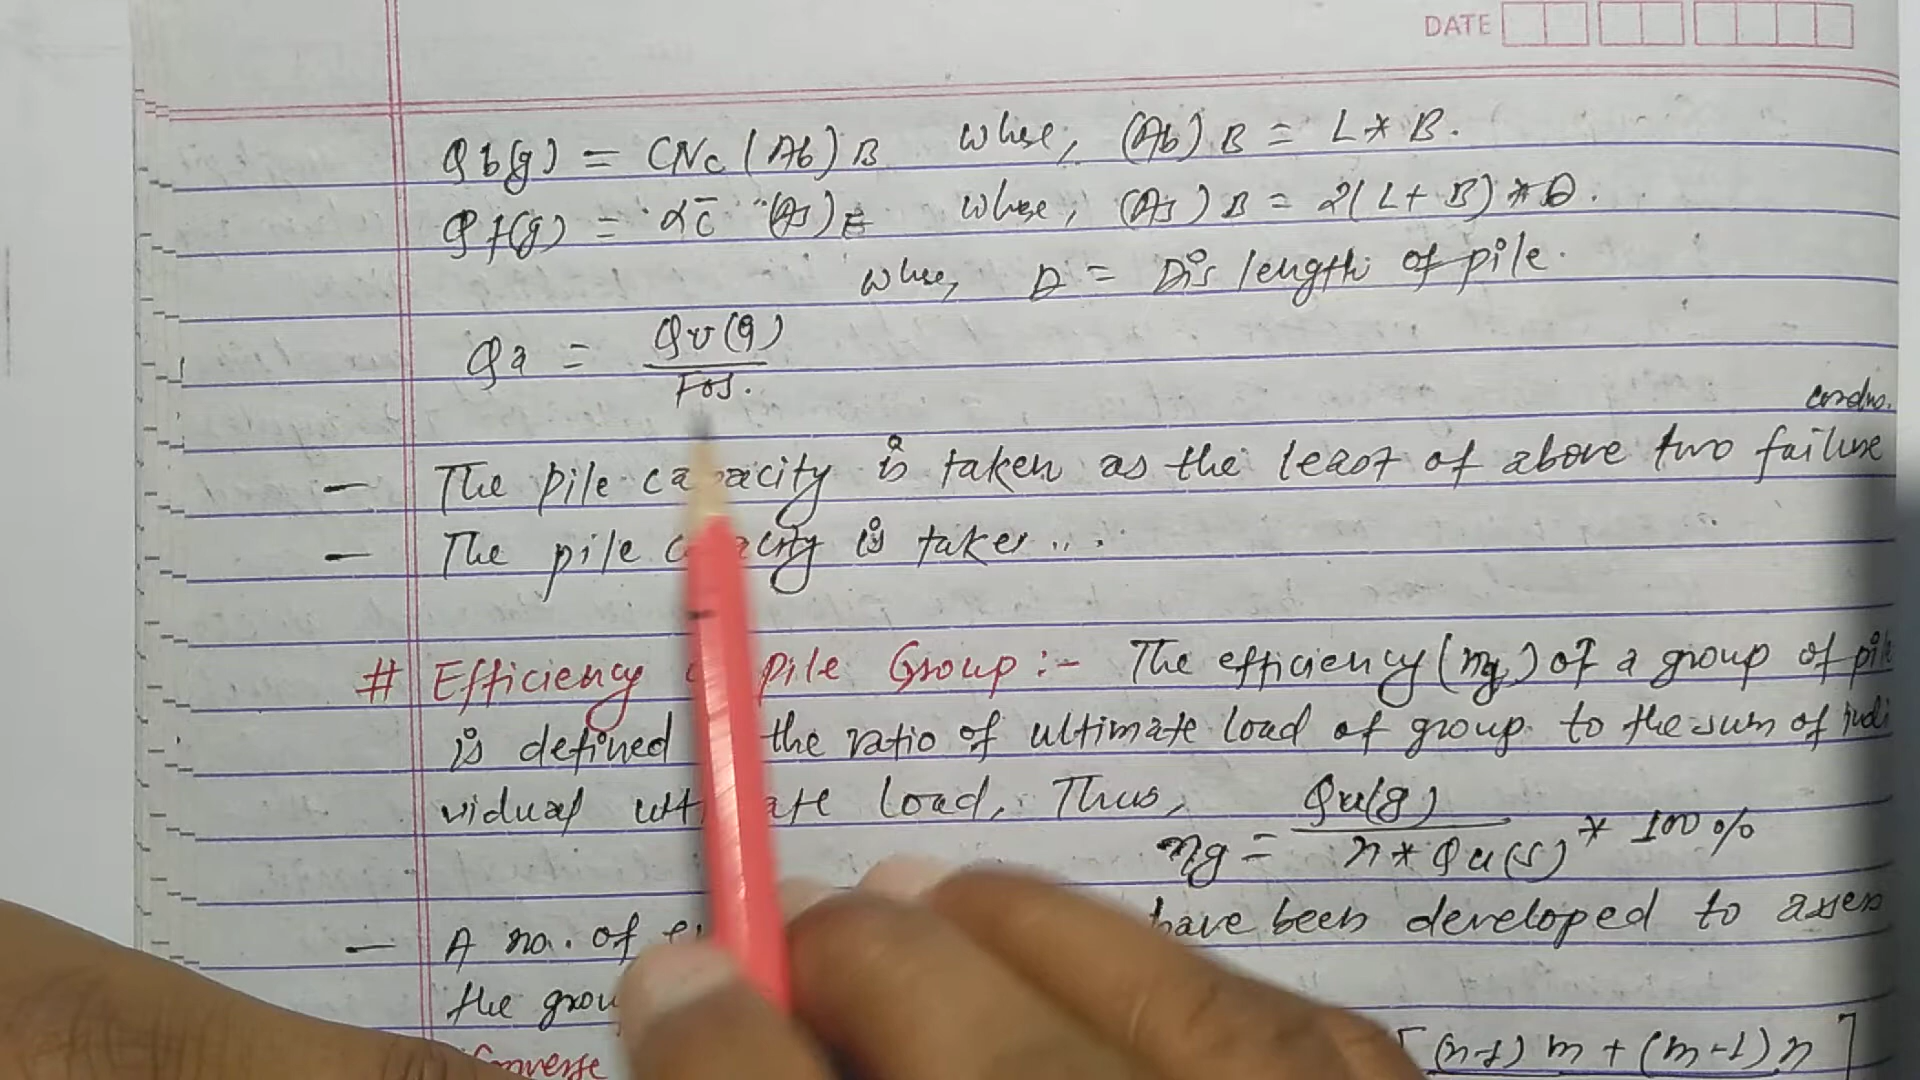 DATE
Qb(g) = CNc (Ab)B where, (Ab)B = L * B.
Qf(g) = αc̄ (As)B where, (As)B = 2(L + B) * D.
where, D = Dis length of pile.
Qa = Qu(g) / FOS.
- The pile capacity is taken as the least of above two failure
- The pile capacity is taken ...
# Efficiency pile Group :- The efficiency (ηg) of a group of pile
is defined the ratio of ultimate load of group to the sum of indi
vidual load, Thus,
ηg = Qu(g) / n * Qu(s) * 100 %
- A no. of have been developed to assess
the
Converse [(n-1) m + (m-1) n]